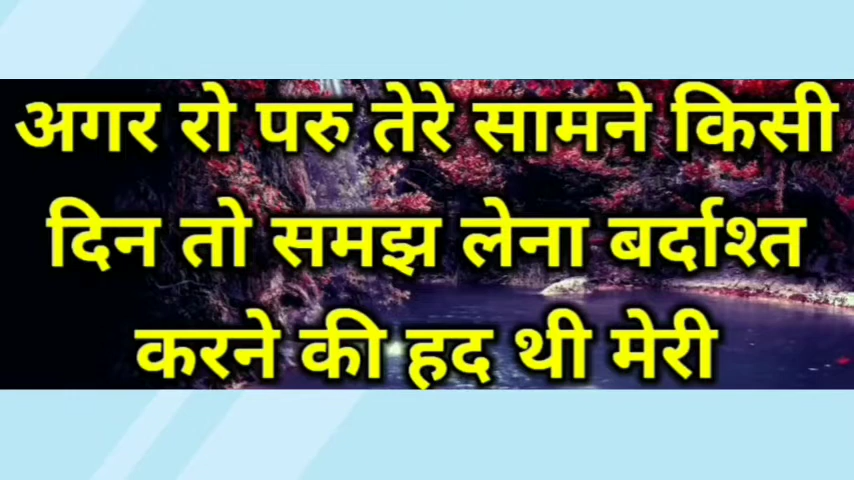 अगर रो परु तेरे सामने किसी
दिन तो समझ लेना बर्दाश्त
करने की हद थी मेरी